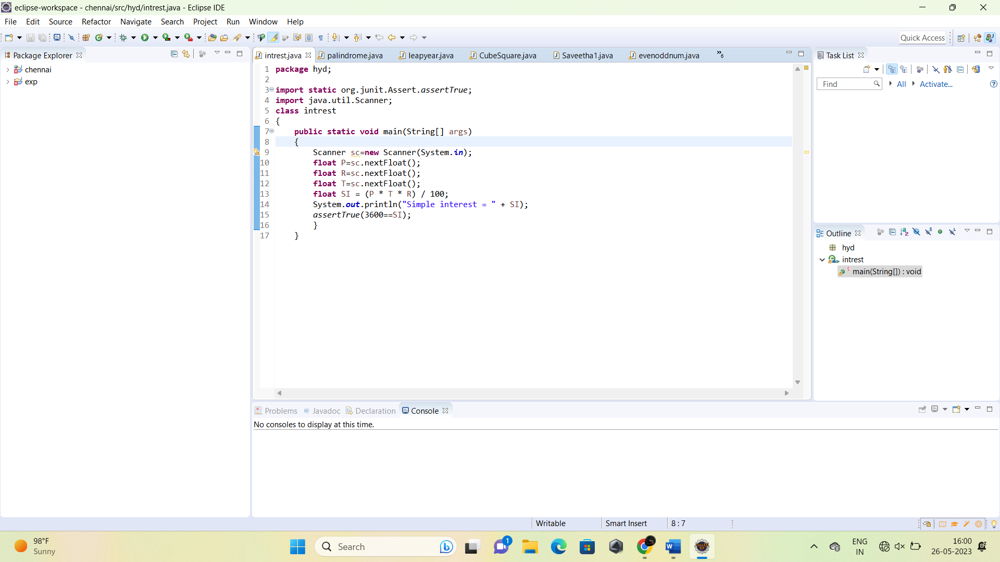 eclipse-workspace - chennai/src/hyd/intrest.java - Eclipse IDE
File Edit Source Refactor Navigate Search Project Run Window Help
Quick Access
Package Explorer
chennai
exp
intrest.java palindrome.java leapyear.java CubeSquare.java Saveetha1.java evenoddnum.java »6
1 package hyd;
2
3 import static org.junit.Assert.assertTrue;
4 import java.util.Scanner;
5 class intrest
6 {
7 public static void main(String[] args)
8 {
9 Scanner sc=new Scanner(System.in);
10 float P=sc.nextFloat();
11 float R=sc.nextFloat();
12 float T=sc.nextFloat();
13 float SI = (P * T * R) / 100;
14 System.out.println("Simple interest = " + SI);
15 assertTrue(3600==SI);
16 }
17 }
Task List
Find All Activate...
Outline
hyd
intrest
main(String[]) : void
Problems @ Javadoc Declaration Console
No consoles to display at this time.
Writable Smart Insert 8 : 7
98°F
Sunny
Search
1
ENG
IN
16:00
26-05-2023